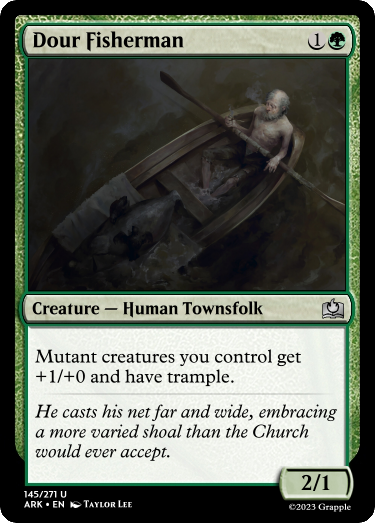 Dour Fisherman 1
Creature — Human Townsfolk
Mutant creatures you control get
+1/+0 and have trample.
He casts his net far and wide, embracing
a more varied shoal than the Church
would ever accept.
2/1
145/271 U
ARK • EN Taylor Lee
©2023 Grapple